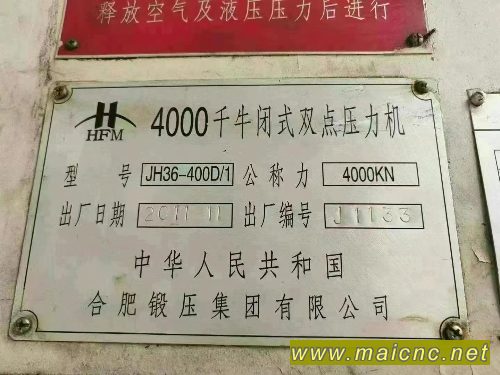 释放空气及液压压力后进行
HFM 4000千牛闭式双点压力机
型号 JH36-400D/1 公称力 4000KN
出厂日期 2011 11 出厂编号 J1133
中华人民共和国
合肥锻压集团有限公司
www.maicnc.net